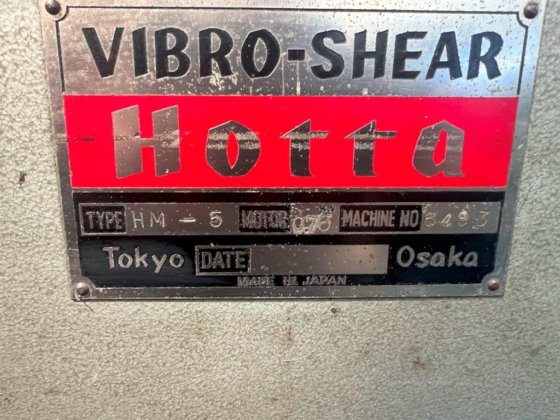 VIBRO-SHEAR
Hotta
TYPE HM-5 MOTOR 0.75 MACHINE NO 3493
Tokyo DATE Osaka
MADE IN JAPAN